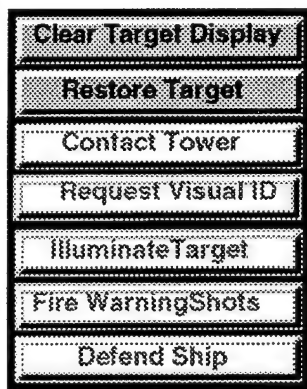 Clear Target Display
Restore Target
Contact Tower
Request Visual ID
IlluminateTarget
Fire WarningShots
Defend Ship